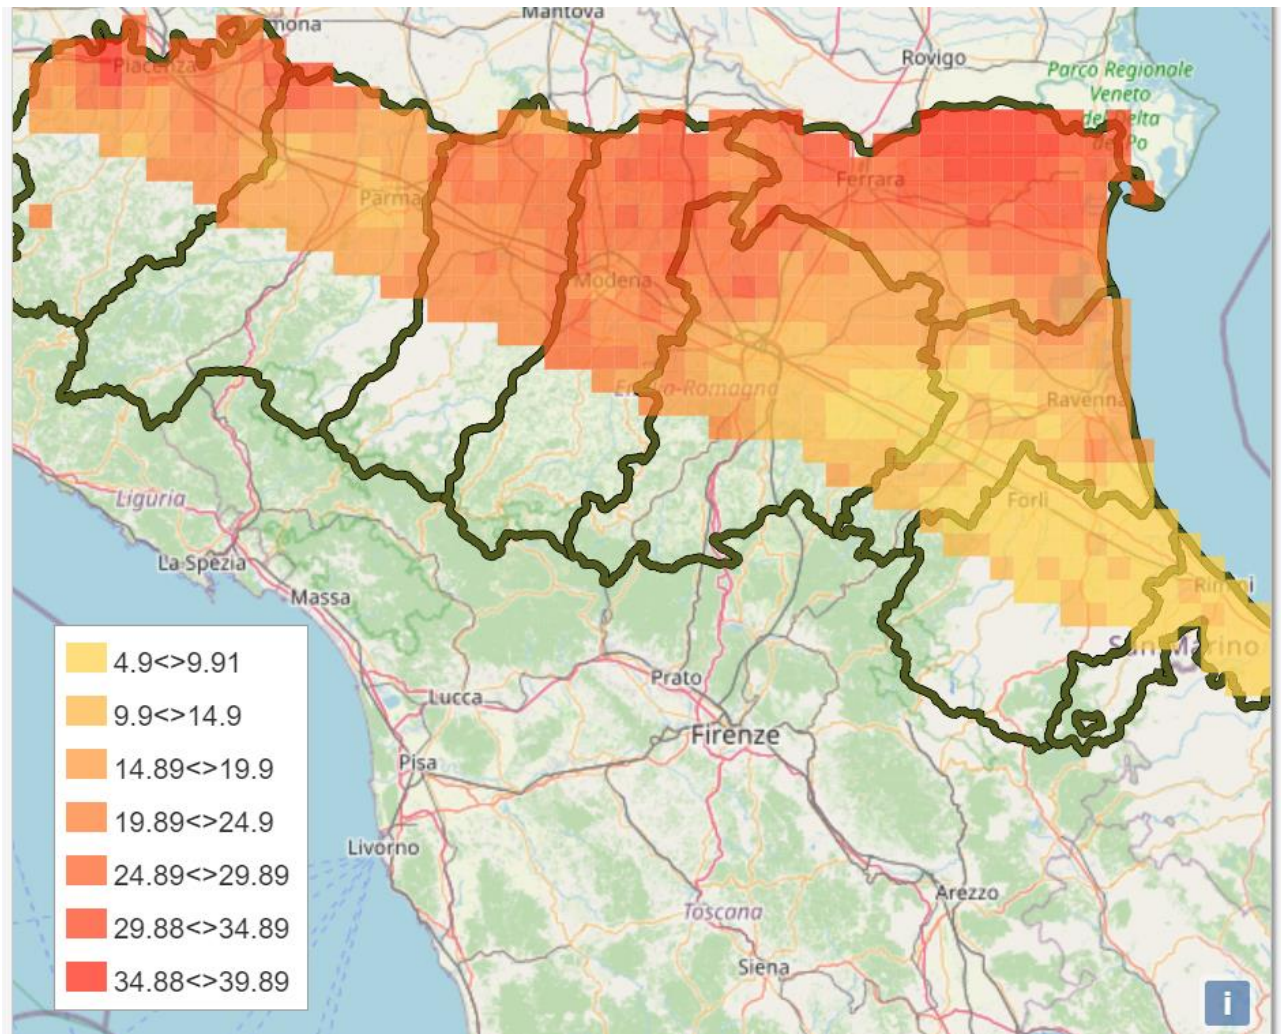 Mantova
mona
Piacenza
Rovigo
Parco Regionale
Veneto
del Delta
del Po
Parma
Ferrara
Modena
Emilia-Romagna
Ravenna
Liguria
Forlì
La Spezia
Massa
Rimini
San Marino
Prato
Lucca
Firenze
Pisa
Livorno
Arezzo
Toscana
Siena
4.9<>9.91
9.9<>14.9
14.89<>19.9
19.89<>24.9
24.89<>29.89
29.88<>34.89
34.88<>39.89
i